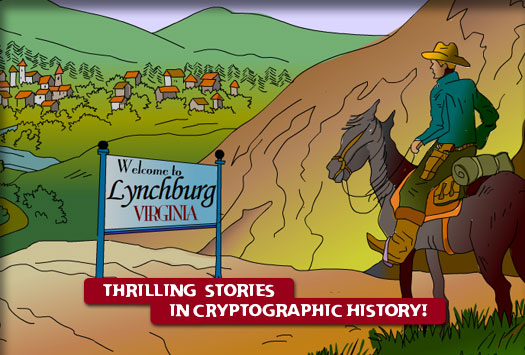 Welcome to
Lynchburg
VIRGINIA
THRILLING STORIES
IN CRYPTOGRAPHIC HISTORY!